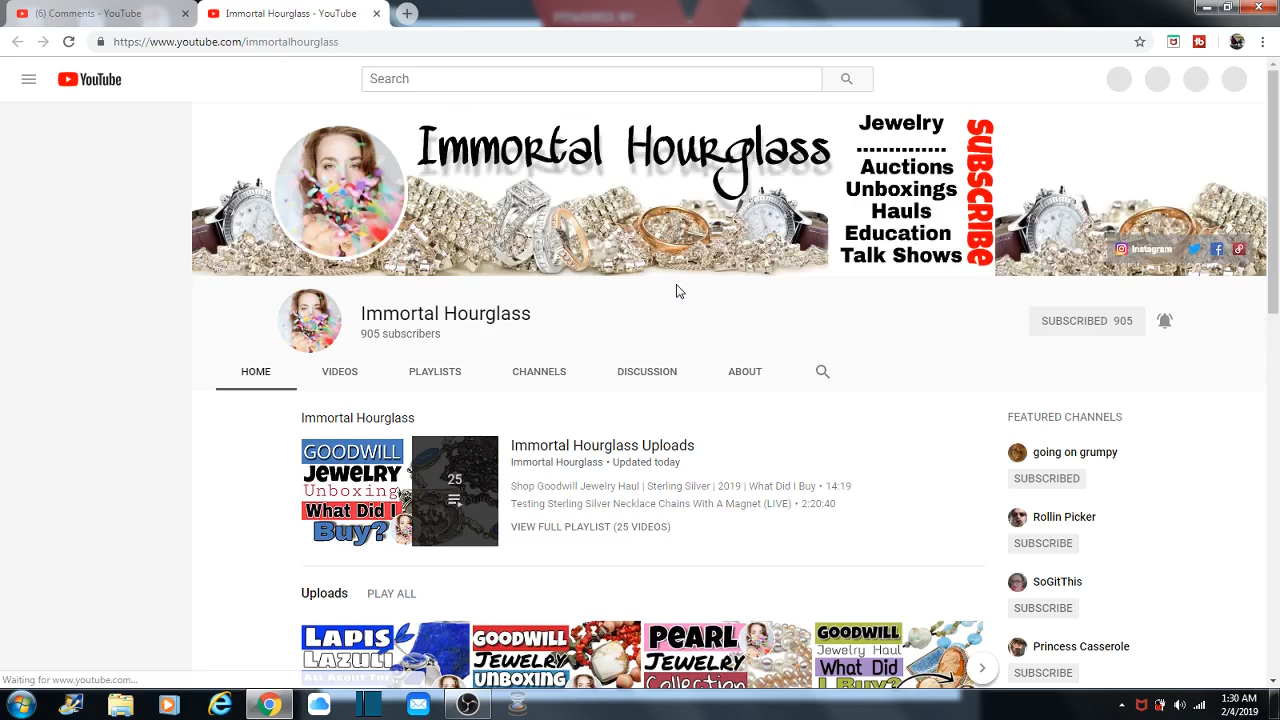 POWERED BY
(6) Comments - YouTube
Immortal Hourglass - YouTube
https://www.youtube.com/immortalhourglass
YouTube
Search
Immortal Hourglass
Jewelry
.............
Auctions
Unboxings
Hauls
Education
Talk Shows
SUBSCRIBE
Instagram
Immortal Hourglass
905 subscribers
SUBSCRIBED 905
HOME VIDEOS PLAYLISTS CHANNELS DISCUSSION ABOUT
Immortal Hourglass
GOODWILL
JEWELRY
Unboxing
What Did I
Buy?
25
Immortal Hourglass Uploads
Immortal Hourglass • Updated today
Shop Goodwill Jewelry Haul | Sterling Silver | 2019 | What Did I Buy • 14:19
Testing Sterling Silver Necklace Chains With A Magnet (LIVE) • 2:20:40
VIEW FULL PLAYLIST (25 VIDEOS)
FEATURED CHANNELS
going on grumpy
SUBSCRIBED
Rollin Picker
SUBSCRIBE
SoGitThis
SUBSCRIBE
Princess Casserole
SUBSCRIBE
Uploads PLAY ALL
LAPIS
LAZULI
All About The
GOODWILL
JEWELRY
UNBOXING
PEARL
JEWELRY
Collection
GOODWILL
Jewelry Haul
What Did
I Buy?
Waiting for www.youtube.com...
1:30 AM
2/4/2019